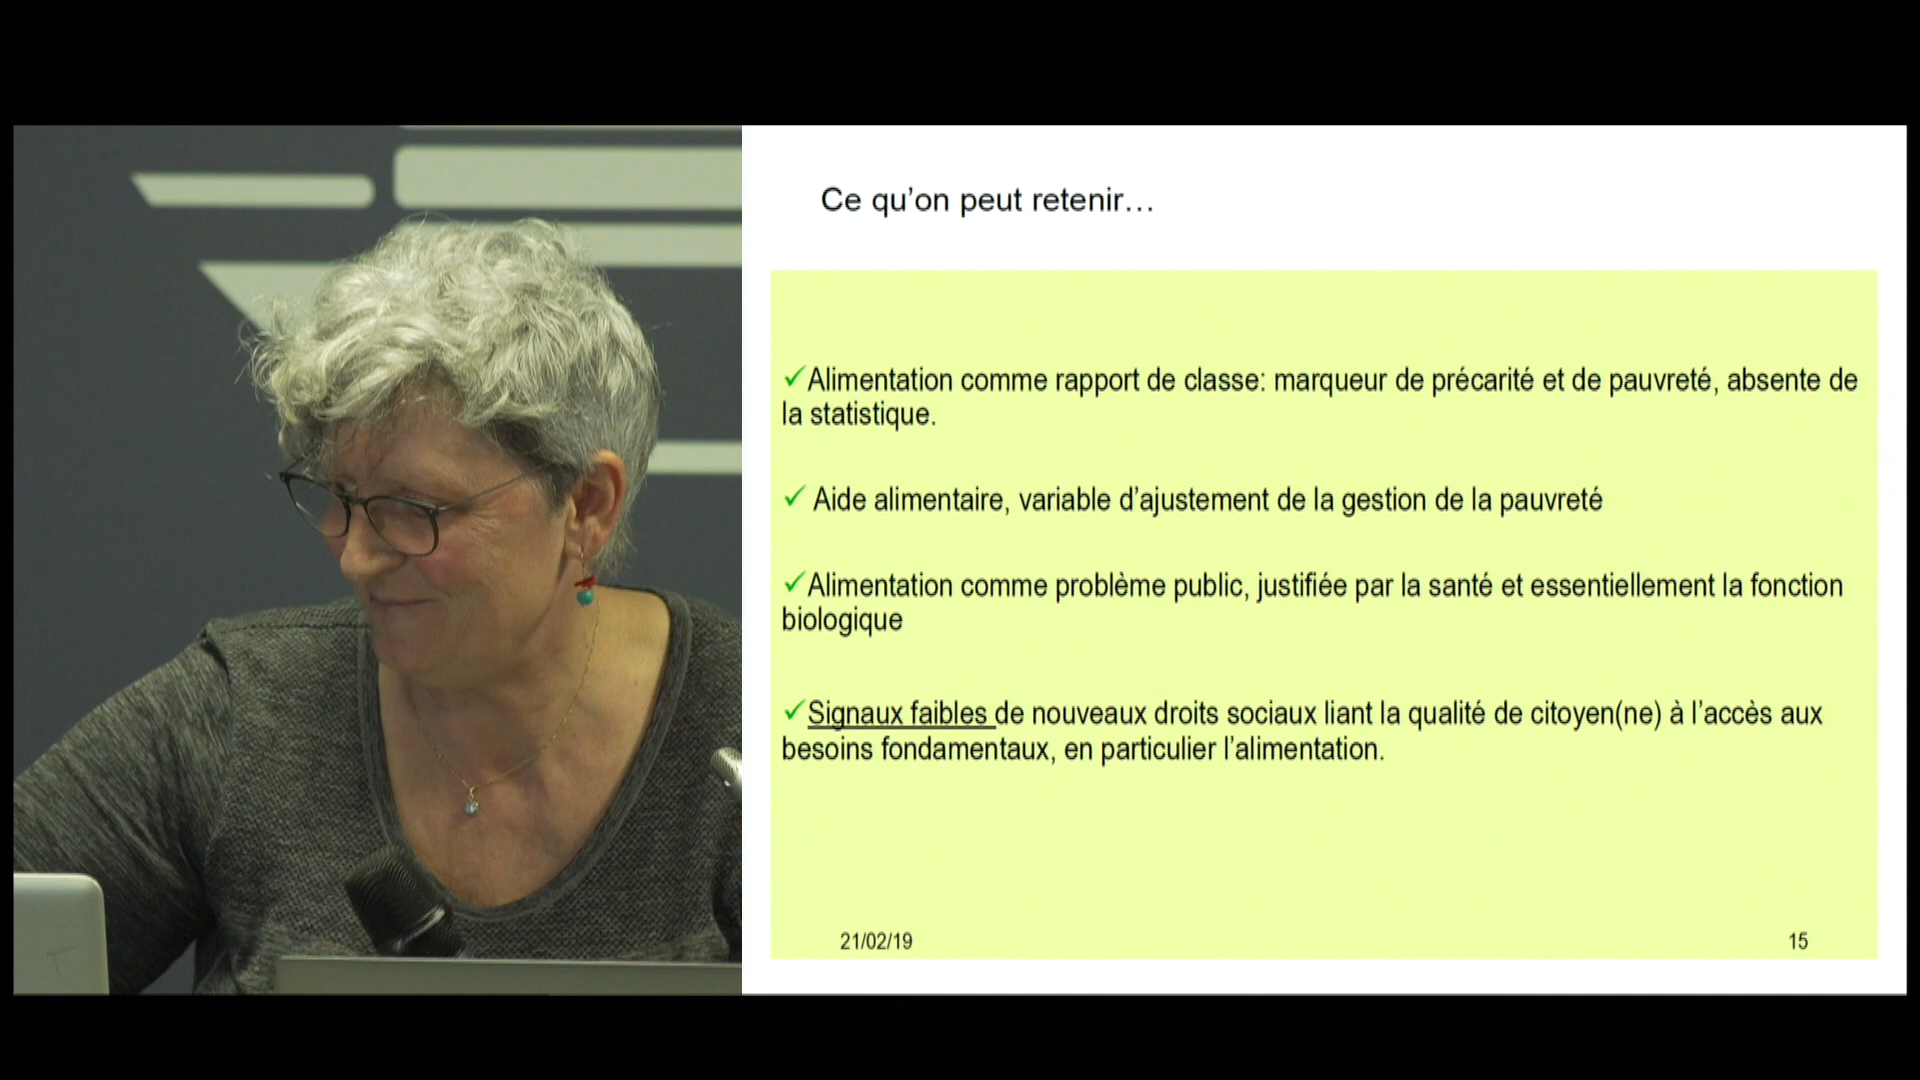 Ce qu'on peut retenir…
✓Alimentation comme rapport de classe: marqueur de précarité et de pauvreté, absente de
la statistique.
✓ Aide alimentaire, variable d'ajustement de la gestion de la pauvreté
✓Alimentation comme problème public, justifiée par la santé et essentiellement la fonction
biologique
✓Signaux faibles de nouveaux droits sociaux liant la qualité de citoyen(ne) à l'accès aux
besoins fondamentaux, en particulier l'alimentation.
21/02/19
15